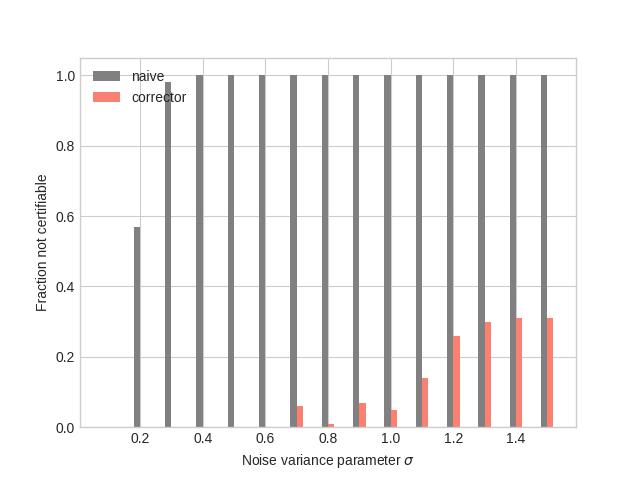 naive
corrector
1.0
0.8
0.6
0.4
0.2
0.0
Fraction not certifiable
0.2 0.4 0.6 0.8 1.0 1.2 1.4
Noise variance parameter σ